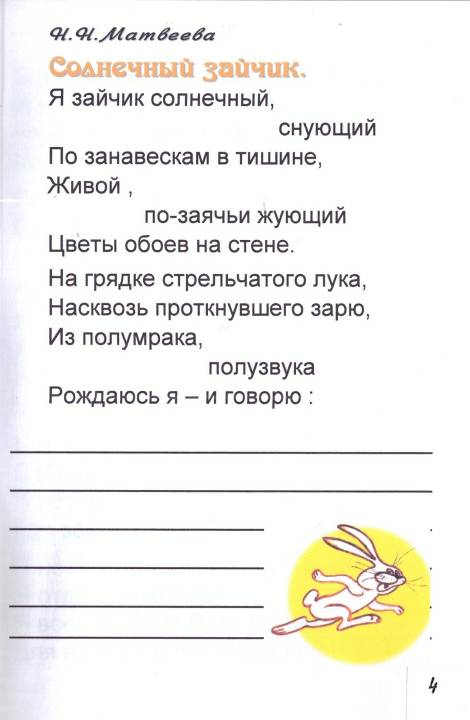 Н.Н.Матвеева
Солнечный зайчик.
Я зайчик солнечный,
снующий
По занавескам в тишине,
Живой ,
по-заячьи жующий
Цветы обоев на стене.
На грядке стрельчатого лука,
Насквозь проткнувшего зарю,
Из полумрака,
полузвука
Рождаюсь я – и говорю :
4